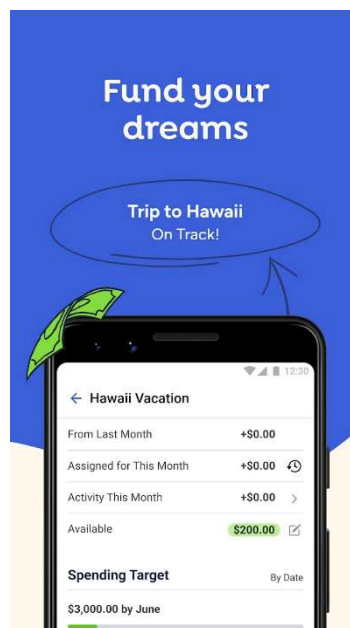 Fund your
dreams
Trip to Hawaii
On Track!
12:30
← Hawaii Vacation
From Last Month +$0.00
Assigned for This Month +$0.00
Activity This Month +$0.00 >
Available $200.00
Spending Target By Date
$3,000.00 by June